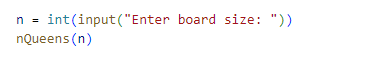 n = int(input("Enter board size: "))
nQueens(n)